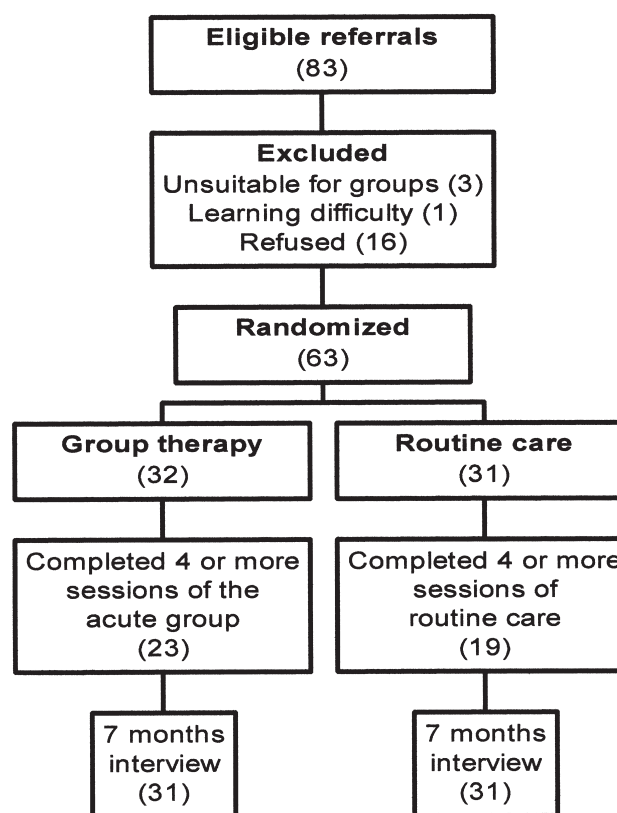 Eligible referrals
(83)
Excluded
Unsuitable for groups (3)
Learning difficulty (1)
Refused (16)
Randomized
(63)
Group therapy
(32)
Routine care
(31)
Completed 4 or more
sessions of the
acute group
(23)
Completed 4 or more
sessions of
routine care
(19)
7 months
interview
(31)
7 months
interview
(31)